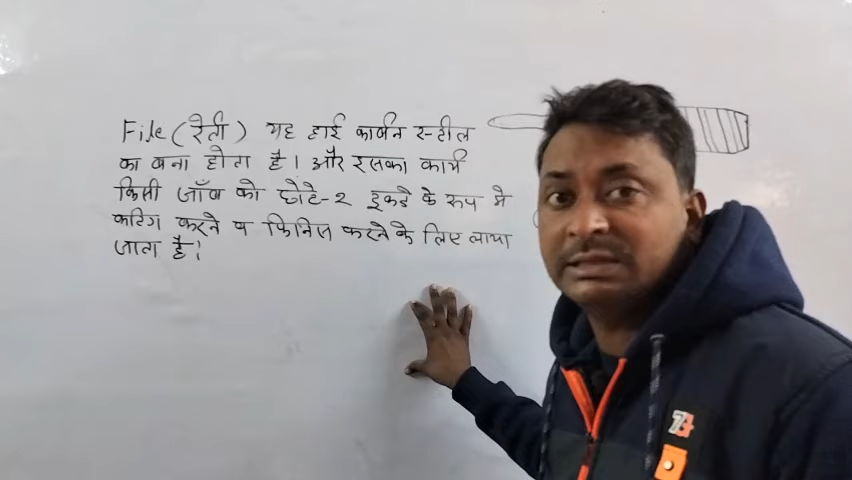 File (रेती) यह हाई कार्बन स्टील
का बना होता है। और इसका कार्य
किसी जॉब को छोटे-2 टुकडे के रूप मे
कटिंग करने व फिनिस करने के लिए लाया
जाता है।